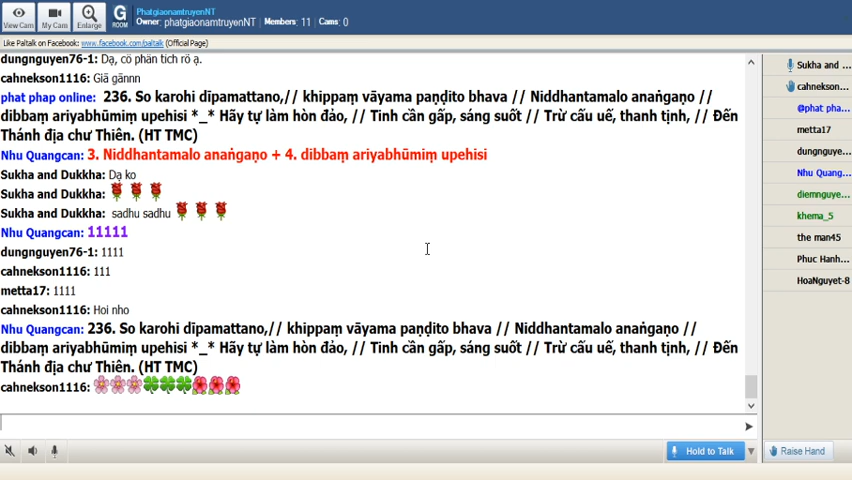 PhatgiaonamtruyenNT
Owner: phatgiaonamtruyenNT Members: 11 Cams: 0
View Cam My Cam Enlarge G ROOM
Like Paltalk on Facebook: www.facebook.com/paltalk (Official Page)
dungnguyen76-1: Dạ, có phân tích rõ ạ.
cahnekson1116: Giã gãnnn
phat phap online: 236. So karohi dīpamattano,// khippaṃ vāyama paṇḍito bhava // Niddhantamalo anaṅgaṇo //
dibbaṃ ariyabhūmiṃ upehisi *_* Hãy tự làm hòn đảo, // Tinh cần gấp, sáng suốt // Trừ cấu uế, thanh tịnh, // Đến
Thánh địa chư Thiên. (HT TMC)
Nhu Quangcan: 3. Niddhantamalo anaṅgaṇo + 4. dibbaṃ ariyabhūmiṃ upehisi
Sukha and Dukkha: Dạ ko
Sukha and Dukkha:
Sukha and Dukkha: sadhu sadhu
Nhu Quangcan: 11111
dungnguyen76-1: 1111
cahnekson1116: 111
metta17: 1111
cahnekson1116: Hoi nho
Nhu Quangcan: 236. So karohi dīpamattano,// khippaṃ vāyama paṇḍito bhava // Niddhantamalo anaṅgaṇo //
dibbaṃ ariyabhūmiṃ upehisi *_* Hãy tự làm hòn đảo, // Tinh cần gấp, sáng suốt // Trừ cấu uế, thanh tịnh, // Đến
Thánh địa chư Thiên. (HT TMC)
cahnekson1116:
Sukha and ...
cahnekson...
@phat pha...
metta17
dungnguye...
Nhu Quang...
diemnguye...
khema_5
the man45
Phuc Hanh...
HoaNguyet-8
Hold to Talk
Raise Hand